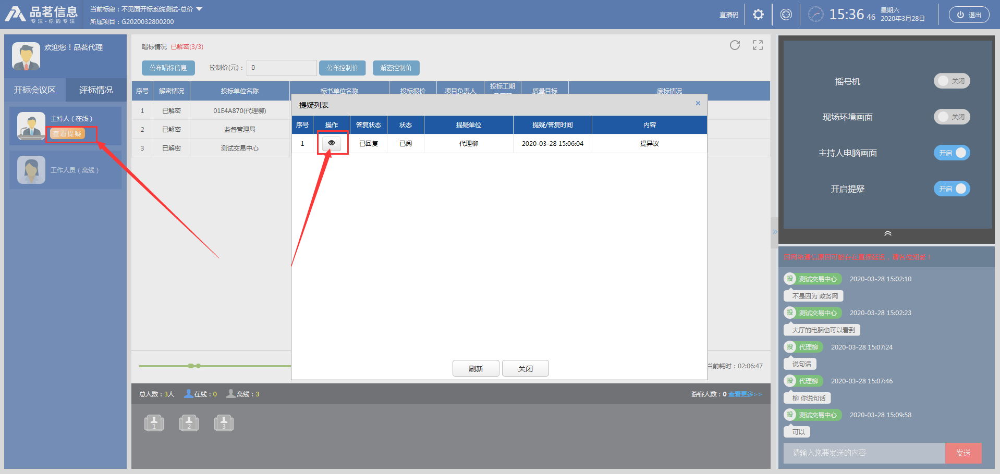 品茗信息
专注·你的专注
当前标段：不见面开标系统测试-总价
所属项目：G2020032800200
直播码
15:36 46
星期六
2020年3月28日
退出
欢迎您！品茗代理
开标会议区
评标情况
主持人（在线）
查看提疑
工作人员（离线）
唱标情况 已解密(3/3)
公布唱标信息
控制价(元)：
0
公布控制价
解密控制价
序号 解密情况 投标单位名称 标书单位名称 投标报价 项目负责人 投标工期 质量目标 废标情况
1 已解密 01E4A870(代理柳)
2 已解密 监督管理局
3 已解密 测试交易中心
提疑列表
×
序号 操作 答复状态 状态 提疑单位 提疑/答复时间 内容
1 已回复 已阅 代理柳 2020-03-28 15:06:04 提异议
刷新
关闭
当前耗时：02:06:47
总人数：3人
在线：0
离线：3
游客人数：0 查看更多>>
1
2
3
摇号机
关闭
现场环境画面
关闭
主持人电脑画面
开启
开启提疑
开启
因网络通信原因可能存在直播延迟，请各位知悉！
投 测试交易中心 2020-03-28 15:02:10
不是因为 政务网
投 测试交易中心 2020-03-28 15:02:23
大厅的电脑也可以看到
投 代理柳 2020-03-28 15:07:24
说句话
投 代理柳 2020-03-28 15:07:46
柳 你说句话
投 测试交易中心 2020-03-28 15:09:58
可以
请输入您要发送的内容
发送